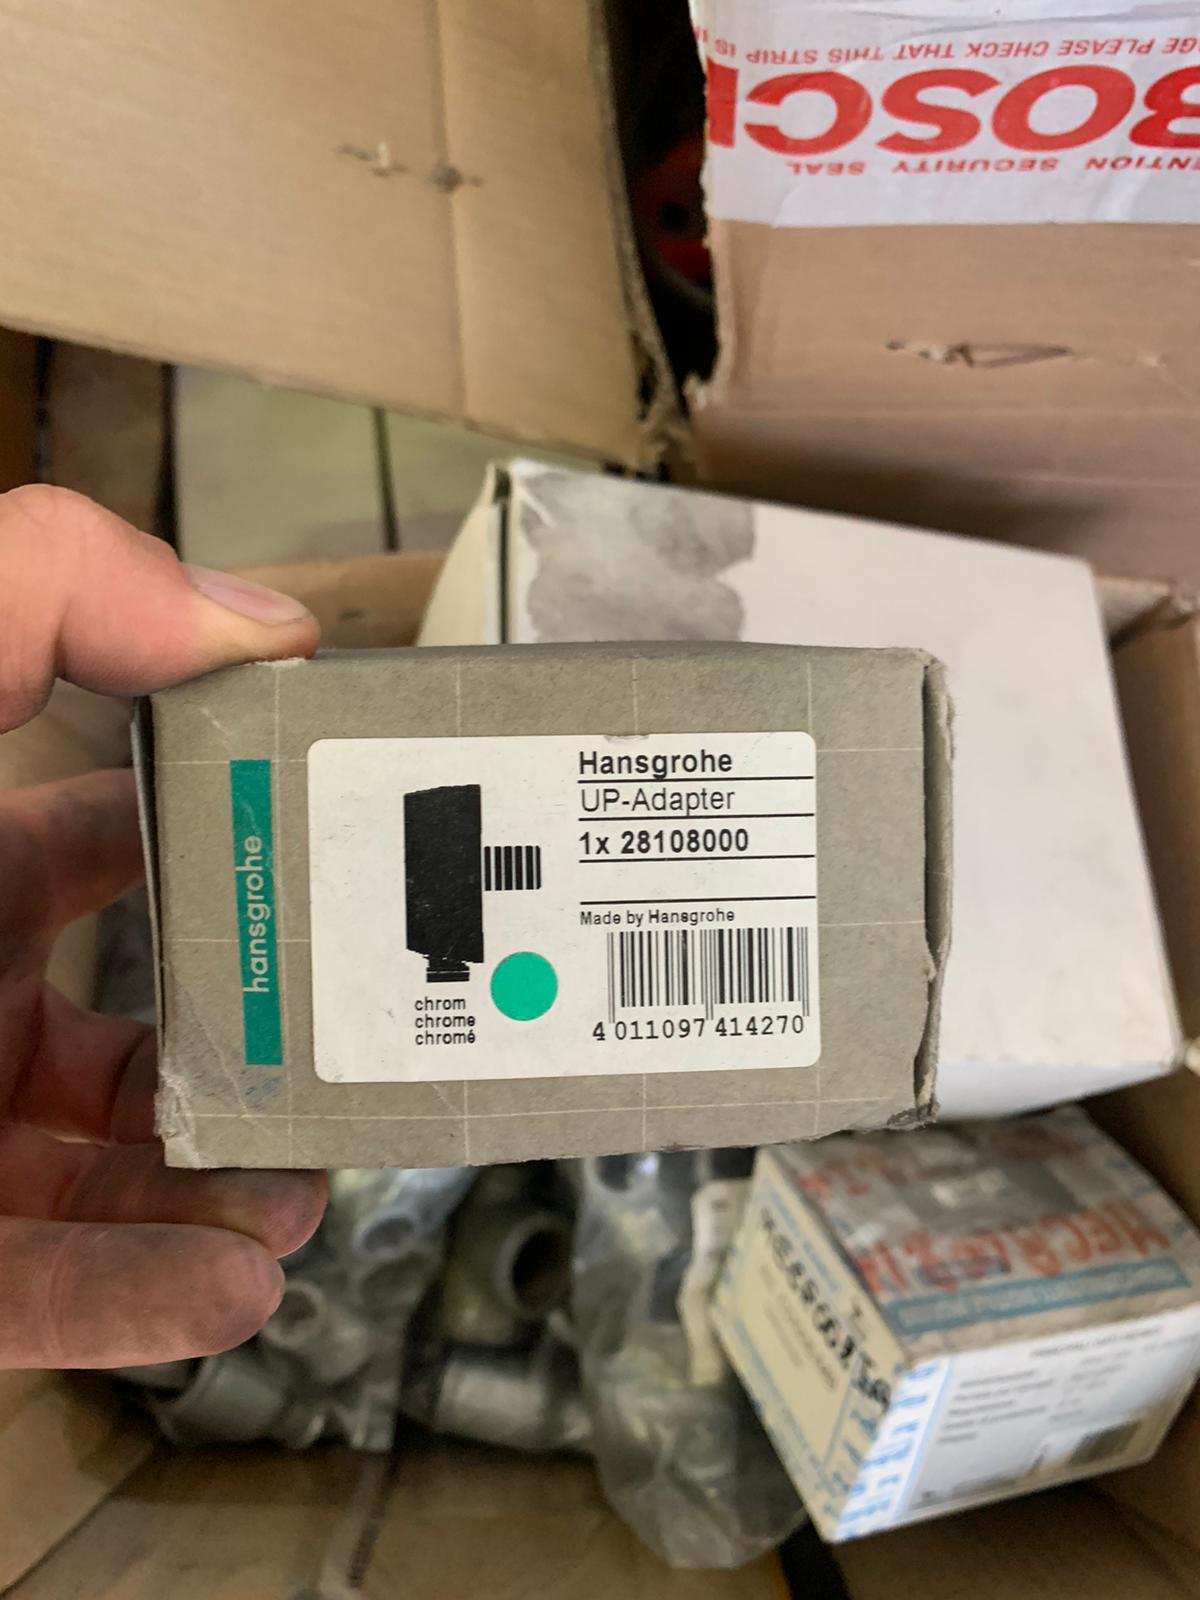 GE PLEASE CHECK THAT THIS STRIP IS
BOSCH
NTION SECURITY SEAL
hansgrohe
Hansgrohe
UP-Adapter
1x 28108000
Made by Hansgrohe
chrom
chrome
chromé
4 011097 414270